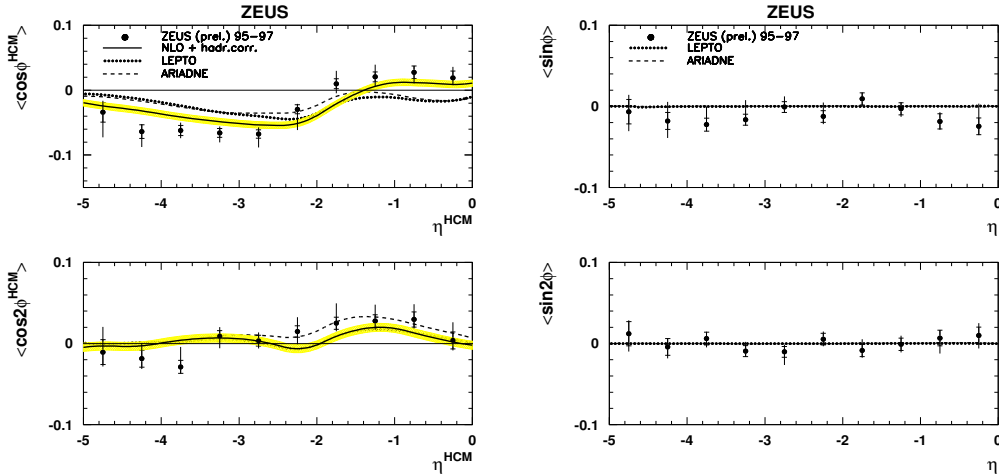 ZEUS
<cosϕ^HCM>
0.1
0
-0.1
ZEUS (prel.) 95-97
NLO + hadr.corr.
LEPTO
ARIADNE
-5 -4 -3 -2 -1 0
η^HCM
ZEUS
<sinϕ>
0.1
0
-0.1
ZEUS (prel.) 95-97
LEPTO
ARIADNE
-5 -4 -3 -2 -1 0
η
<cos2ϕ^HCM>
0.1
0
-0.1
-5 -4 -3 -2 -1 0
η^HCM
<sin2ϕ>
0.1
0
-0.1
-5 -4 -3 -2 -1 0
η